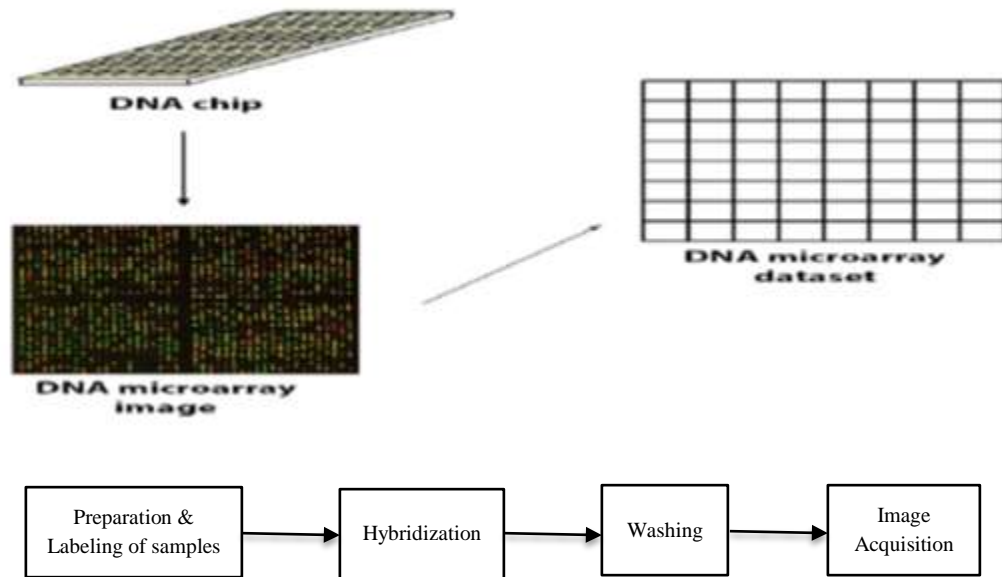 DNA chip
DNA microarray
dataset
DNA microarray
image
Preparation &
Labeling of samples
Hybridization
Washing
Image
Acquisition